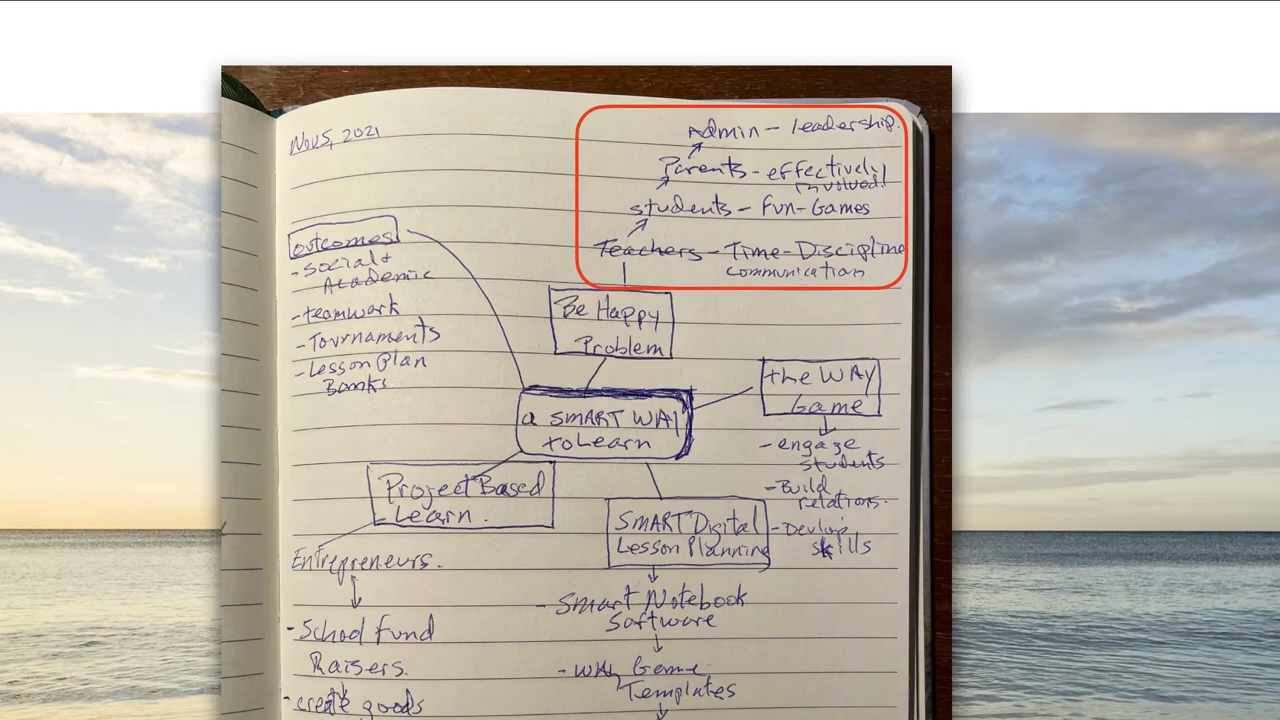 Nov 5, 2021
Admin - leadership.
Parents - effectively
involved!
students - fun-Games
Teachers - Time-Discipline
communication
outcomes
- Social +
Academic
- teamwork
- Tournaments
- Lesson Plan
Banks
Be Happy
Problem
the WAY
Game
- engage
students
- Build
relations.
- Develop
skills
a SMART WAY
to Learn
Project Based
Learn.
Entrepreneurs.
- School fund
Raisers.
- create goods
SMART Digital
Lesson Planning
- Smart Notebook
Software
- WAY Game
Templates